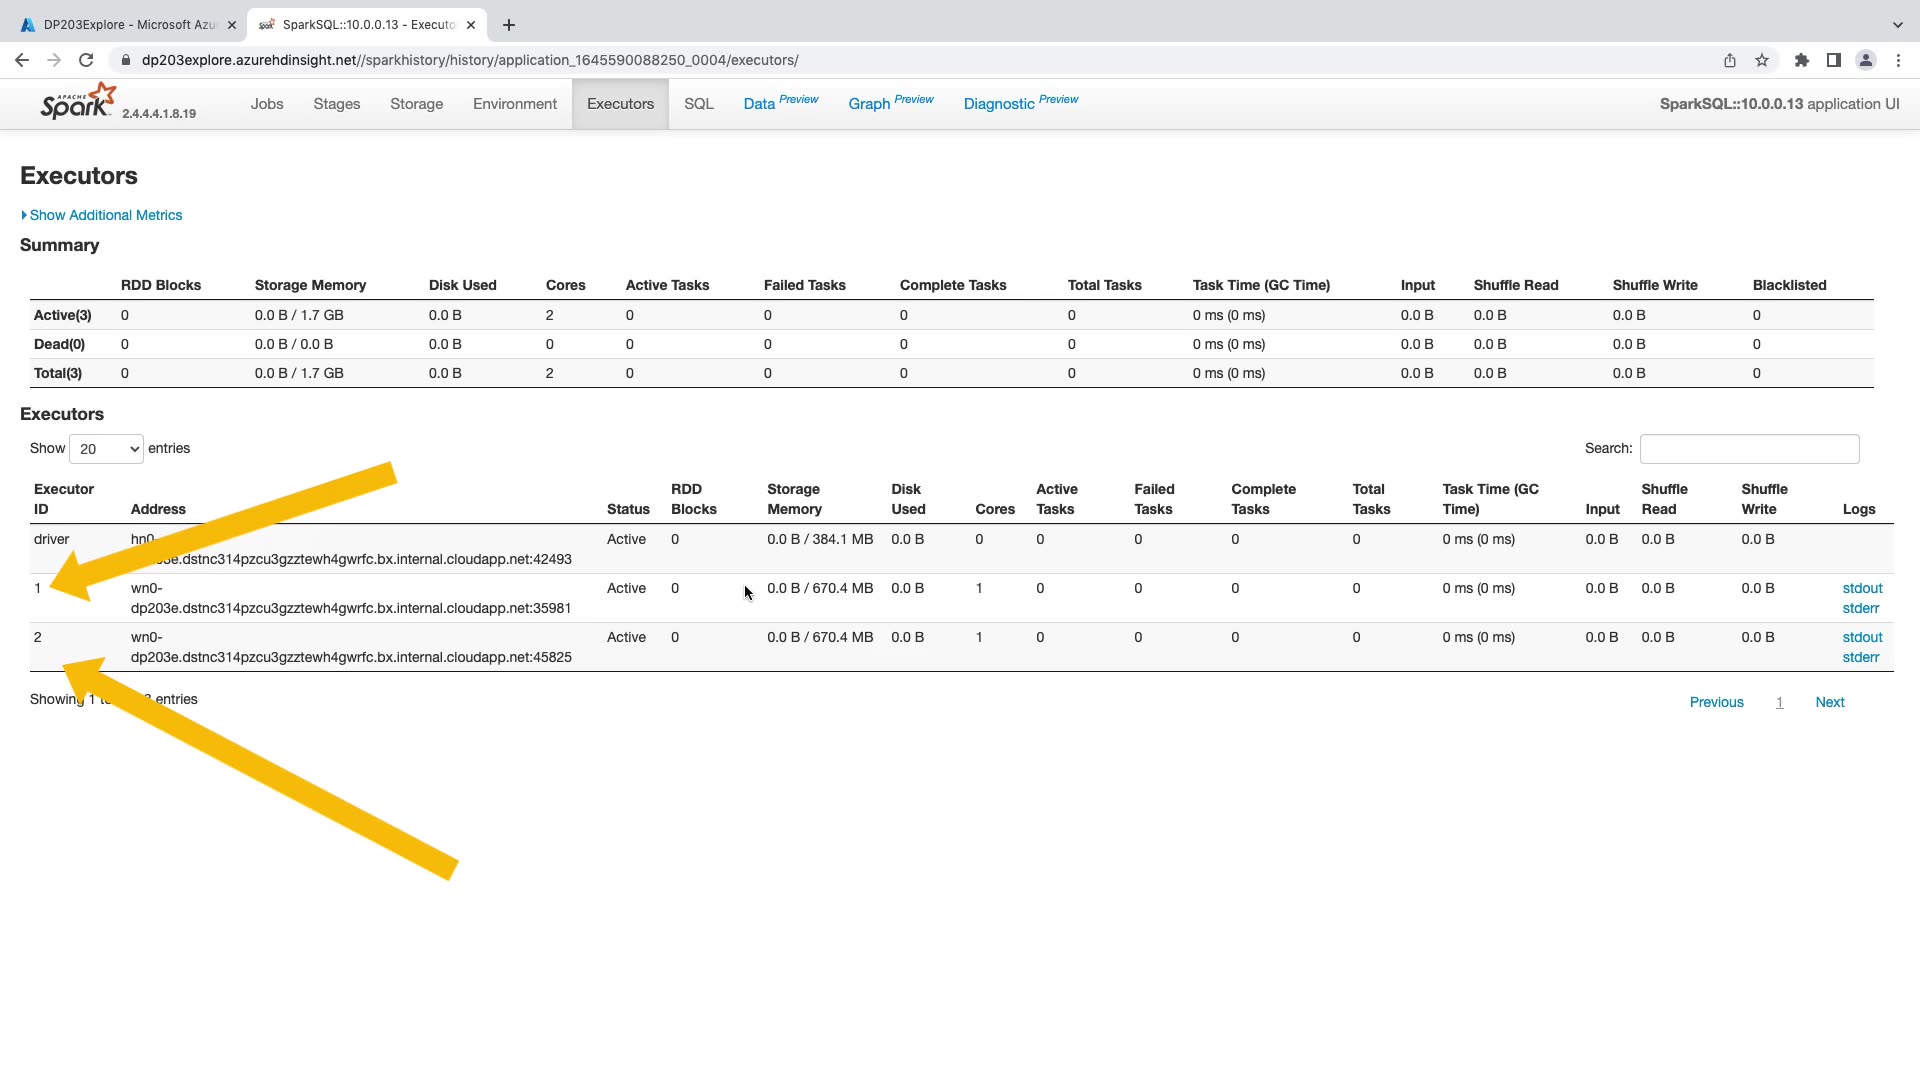 DP203Explore - Microsoft Azu
SparkSQL::10.0.0.13 - Executo
dp203explore.azurehdinsight.net//sparkhistory/history/application_1645590088250_0004/executors/
APACHE Spark 2.4.4.4.1.8.19 Jobs Stages Storage Environment Executors SQL Data Preview Graph Preview Diagnostic Preview SparkSQL::10.0.0.13 application UI
Executors
Show Additional Metrics
Summary
RDD Blocks Storage Memory Disk Used Cores Active Tasks Failed Tasks Complete Tasks Total Tasks Task Time (GC Time) Input Shuffle Read Shuffle Write Blacklisted
Active(3) 0 0.0 B / 1.7 GB 0.0 B 2 0 0 0 0 0 ms (0 ms) 0.0 B 0.0 B 0.0 B 0
Dead(0) 0 0.0 B / 0.0 B 0.0 B 0 0 0 0 0 0 ms (0 ms) 0.0 B 0.0 B 0.0 B 0
Total(3) 0 0.0 B / 1.7 GB 0.0 B 2 0 0 0 0 0 ms (0 ms) 0.0 B 0.0 B 0.0 B 0
Executors
Show 20 entries Search:
Executor ID Address Status RDD Blocks Storage Memory Disk Used Cores Active Tasks Failed Tasks Complete Tasks Total Tasks Task Time (GC Time) Input Shuffle Read Shuffle Write Logs
driver hn0- Active 0 0.0 B / 384.1 MB 0.0 B 0 0 0 0 0 0 ms (0 ms) 0.0 B 0.0 B 0.0 B
.dstnc314pzcu3gzztewh4gwrfc.bx.internal.cloudapp.net:42493
1 wn0- Active 0 0.0 B / 670.4 MB 0.0 B 1 0 0 0 0 0 ms (0 ms) 0.0 B 0.0 B 0.0 B stdout
dp203e.dstnc314pzcu3gzztewh4gwrfc.bx.internal.cloudapp.net:35981 stderr
2 wn0- Active 0 0.0 B / 670.4 MB 0.0 B 1 0 0 0 0 0 ms (0 ms) 0.0 B 0.0 B 0.0 B stdout
dp203e.dstnc314pzcu3gzztewh4gwrfc.bx.internal.cloudapp.net:45825 stderr
Showing 1 entries
Previous 1 Next